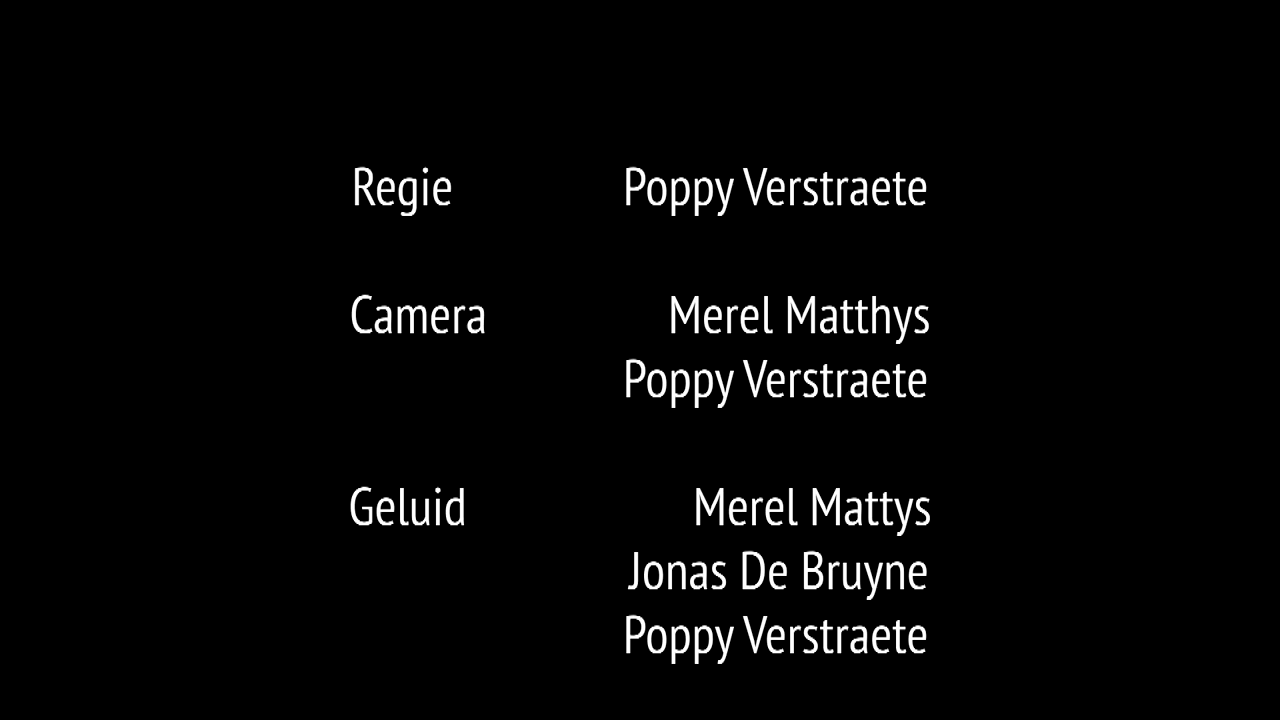 Regie Poppy Verstraete
Camera Merel Matthys
Poppy Verstraete
Geluid Merel Mattys
Jonas De Bruyne
Poppy Verstraete